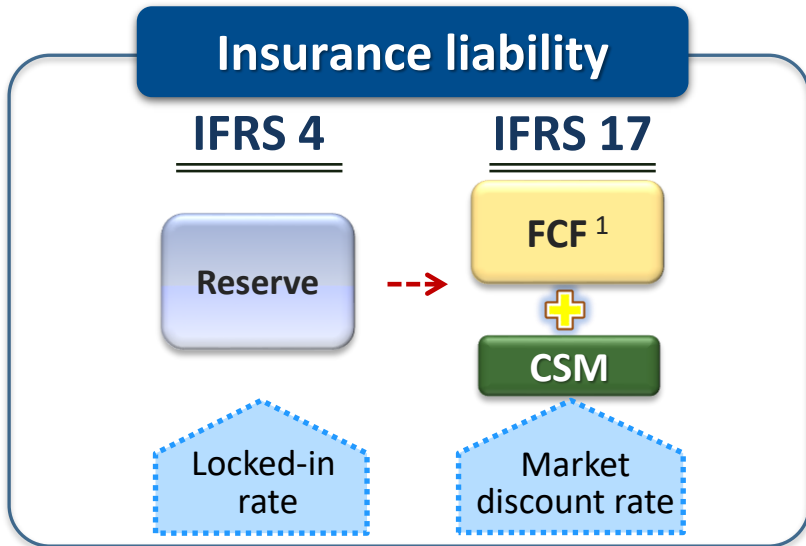 Insurance liability
IFRS 4
IFRS 17
Reserve
FCF 1
CSM
Locked-in
rate
Market
discount rate